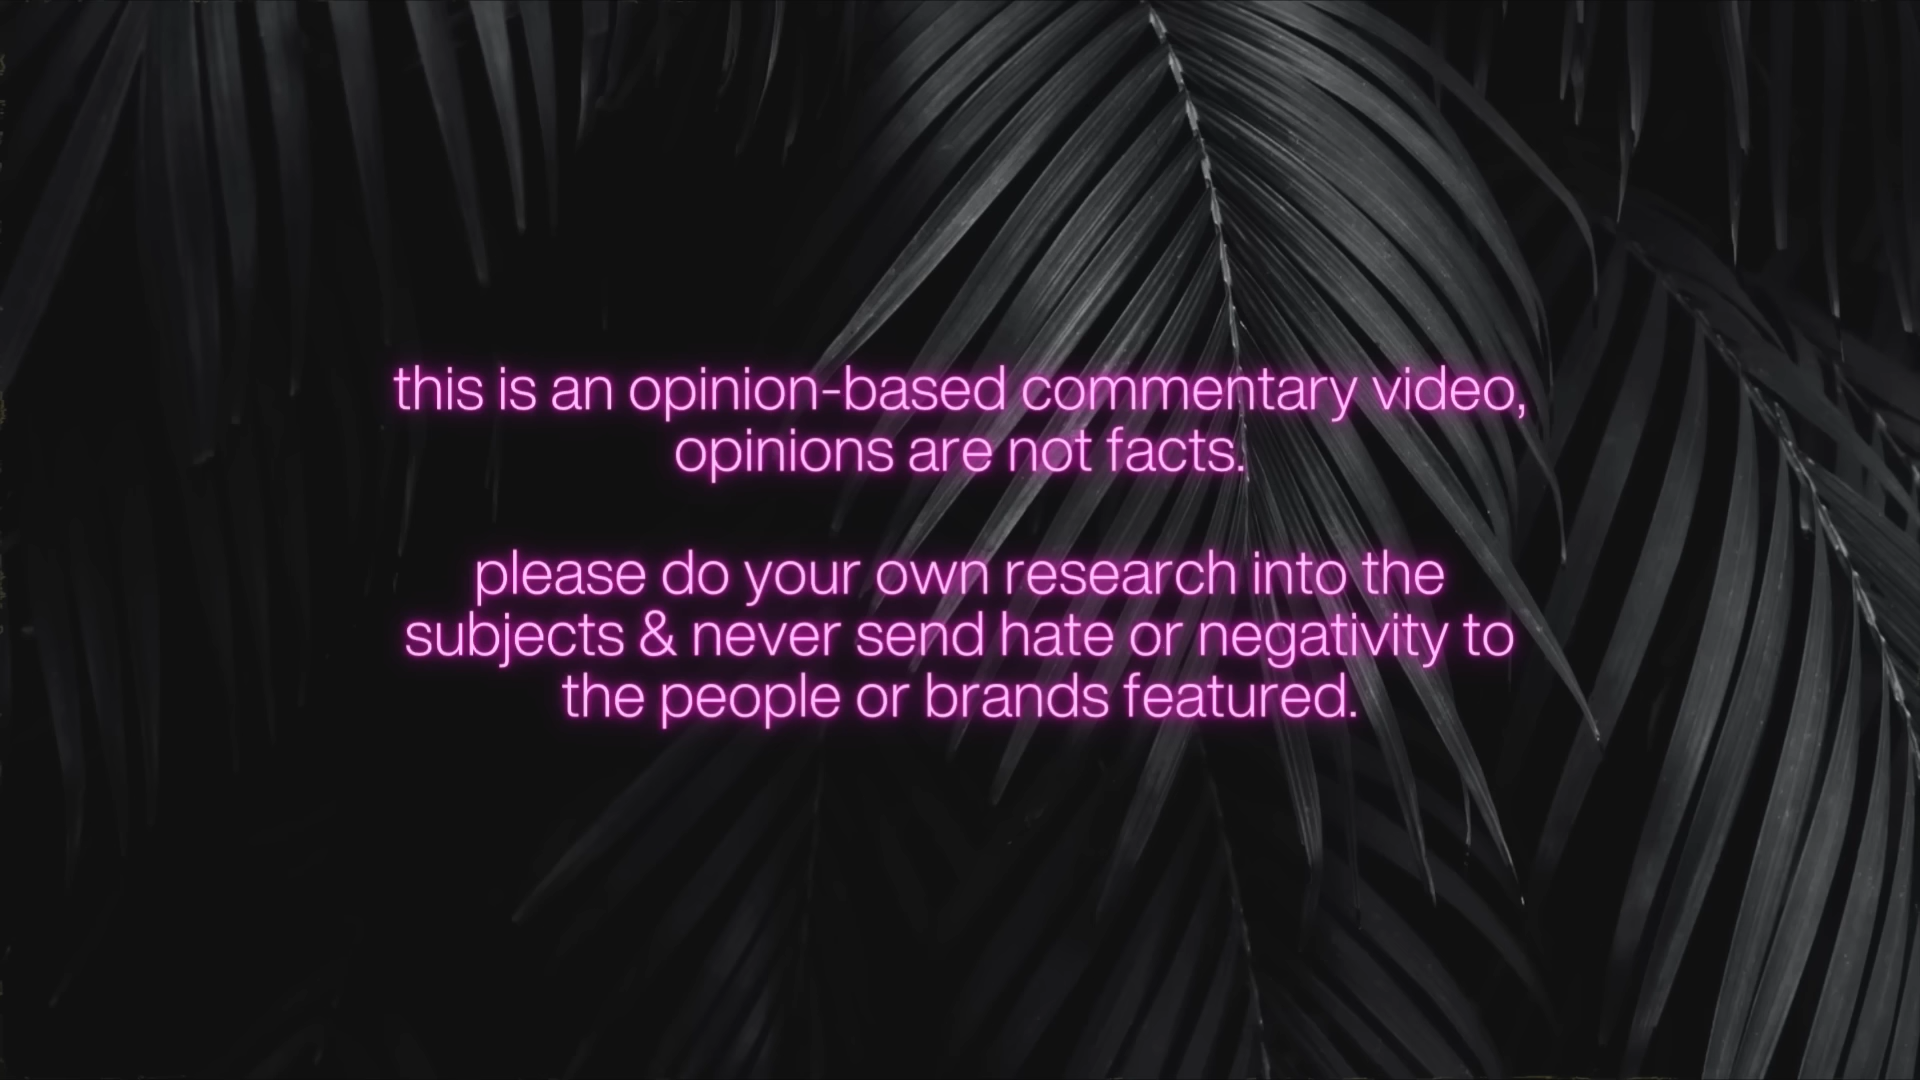 this is an opinion-based commentary video,
opinions are not facts.
please do your own research into the
subjects & never send hate or negativity to
the people or brands featured.